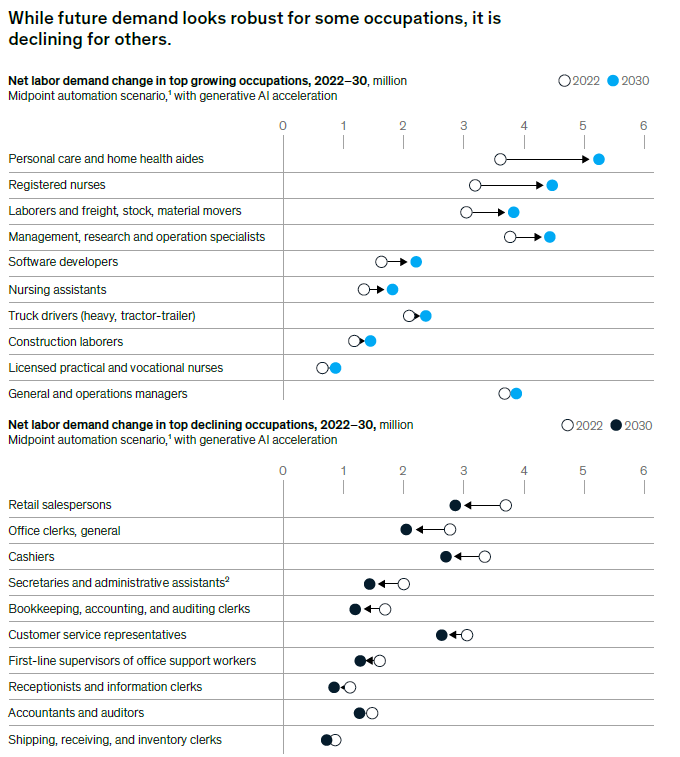 While future demand looks robust for some occupations, it is
declining for others.
Net labor demand change in top growing occupations, 2022–30, million
2022 2030
Midpoint automation scenario,¹ with generative AI acceleration
0 1 2 3 4 5 6
Personal care and home health aides
Registered nurses
Laborers and freight, stock, material movers
Management, research and operation specialists
Software developers
Nursing assistants
Truck drivers (heavy, tractor-trailer)
Construction laborers
Licensed practical and vocational nurses
General and operations managers
Net labor demand change in top declining occupations, 2022–30, million
2022 2030
Midpoint automation scenario,¹ with generative AI acceleration
0 1 2 3 4 5 6
Retail salespersons
Office clerks, general
Cashiers
Secretaries and administrative assistants²
Bookkeeping, accounting, and auditing clerks
Customer service representatives
First-line supervisors of office support workers
Receptionists and information clerks
Accountants and auditors
Shipping, receiving, and inventory clerks